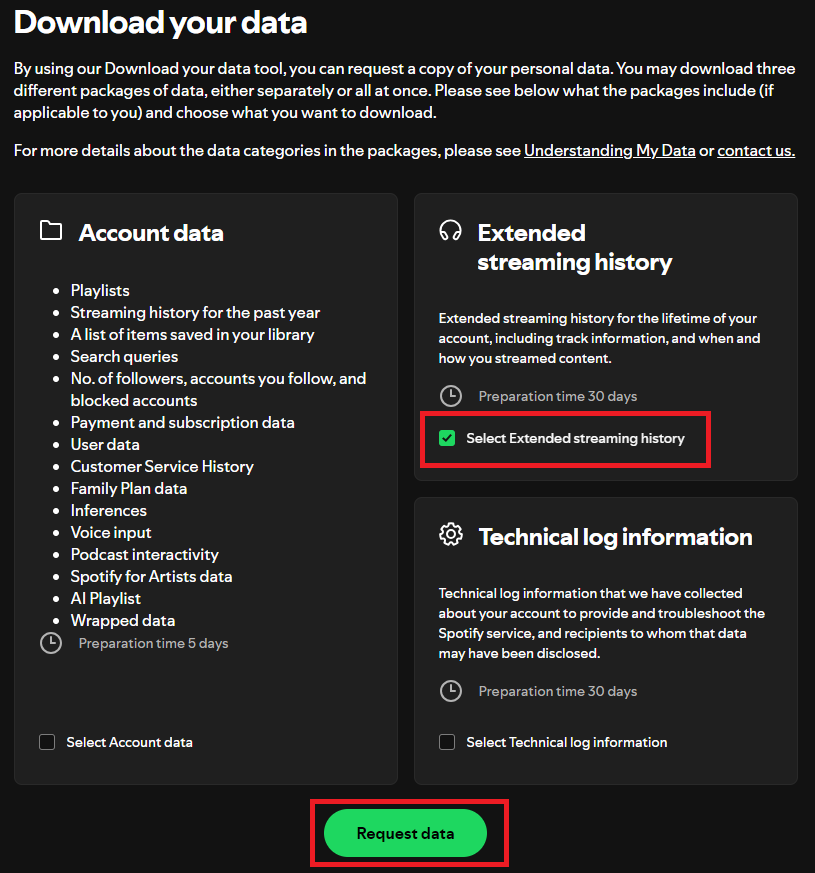 Download your data
By using our Download your data tool, you can request a copy of your personal data. You may download three
different packages of data, either separately or all at once. Please see below what the packages include (if
applicable to you) and choose what you want to download.
For more details about the data categories in the packages, please see Understanding My Data or contact us.
Account data
Playlists
Streaming history for the past year
A list of items saved in your library
Search queries
No. of followers, accounts you follow, and
blocked accounts
Payment and subscription data
User data
Customer Service History
Family Plan data
Inferences
Voice input
Podcast interactivity
Spotify for Artists data
AI Playlist
Wrapped data
Preparation time 5 days
Select Account data
Extended
streaming history
Extended streaming history for the lifetime of your
account, including track information, and when and
how you streamed content.
Preparation time 30 days
Select Extended streaming history
Technical log information
Technical log information that we have collected
about your account to provide and troubleshoot the
Spotify service, and recipients to whom that data
may have been disclosed.
Preparation time 30 days
Select Technical log information
Request data